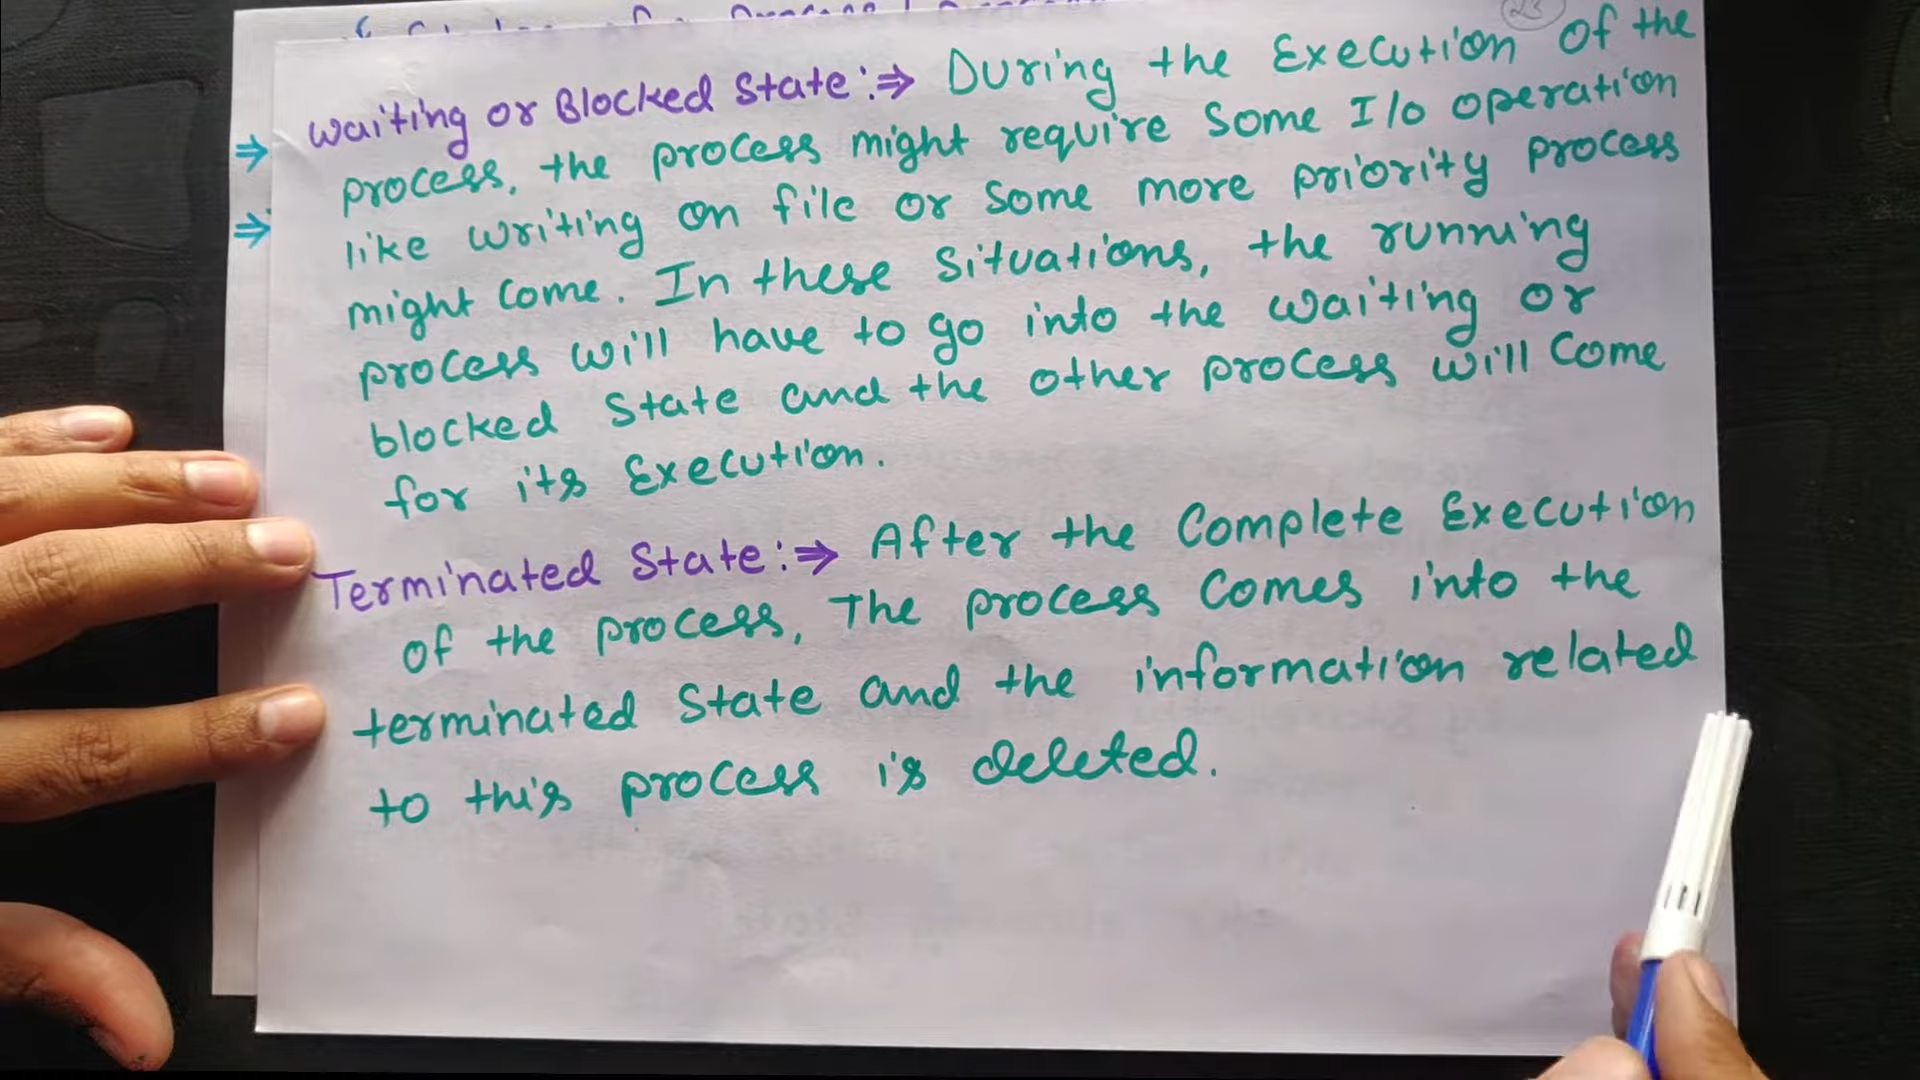 23
Waiting or Blocked State:⇒ During the Execution of the
process, the process might require some I/o operation
like writing on file or some more priority process
might come. In these situations, the running
process will have to go into the waiting or
blocked state and the other process will come
for its Execution.
Terminated State:⇒ After the Complete Execution
of the process, The process comes into the
terminated state and the information related
to this process is deleted.